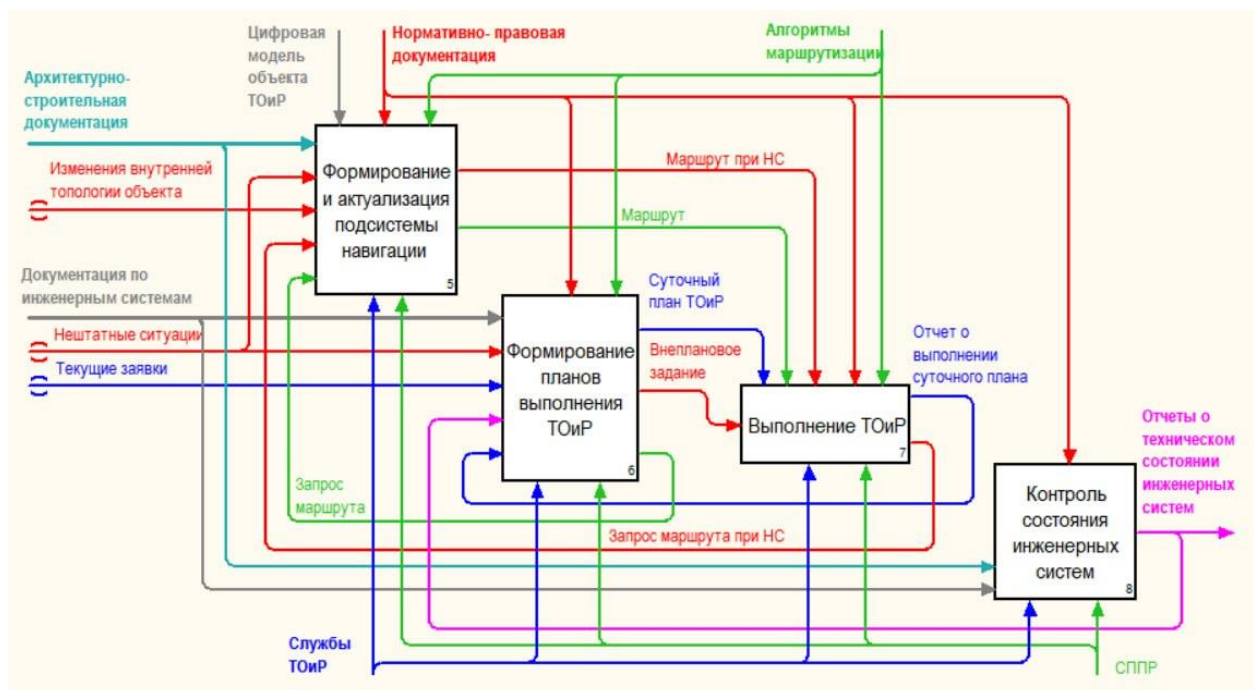 Цифровая
модель
объекта
ТОиР
Нормативно- правовая
документация
Алгоритмы
маршрутизации
Архитектурно-
строительная
документация
Изменения внутренней
топологии объекта
Формирование
и актуализация
подсистемы
навигации
5
Маршрут при НС
Маршрут
Документация по
инженерным системам
Нештатные ситуации
Текущие заявки
Формирование
планов
выполнения
ТОиР
6
Суточный
план ТОиР
Внеплановое
задание
Отчет о
выполнении
суточного плана
Выполнение ТОиР
7
Отчеты о
техническом
состоянии
инженерных
систем
Запрос
маршрута
Запрос маршрута при НС
Контроль
состояния
инженерных
систем
8
Службы
ТОиР
СППР